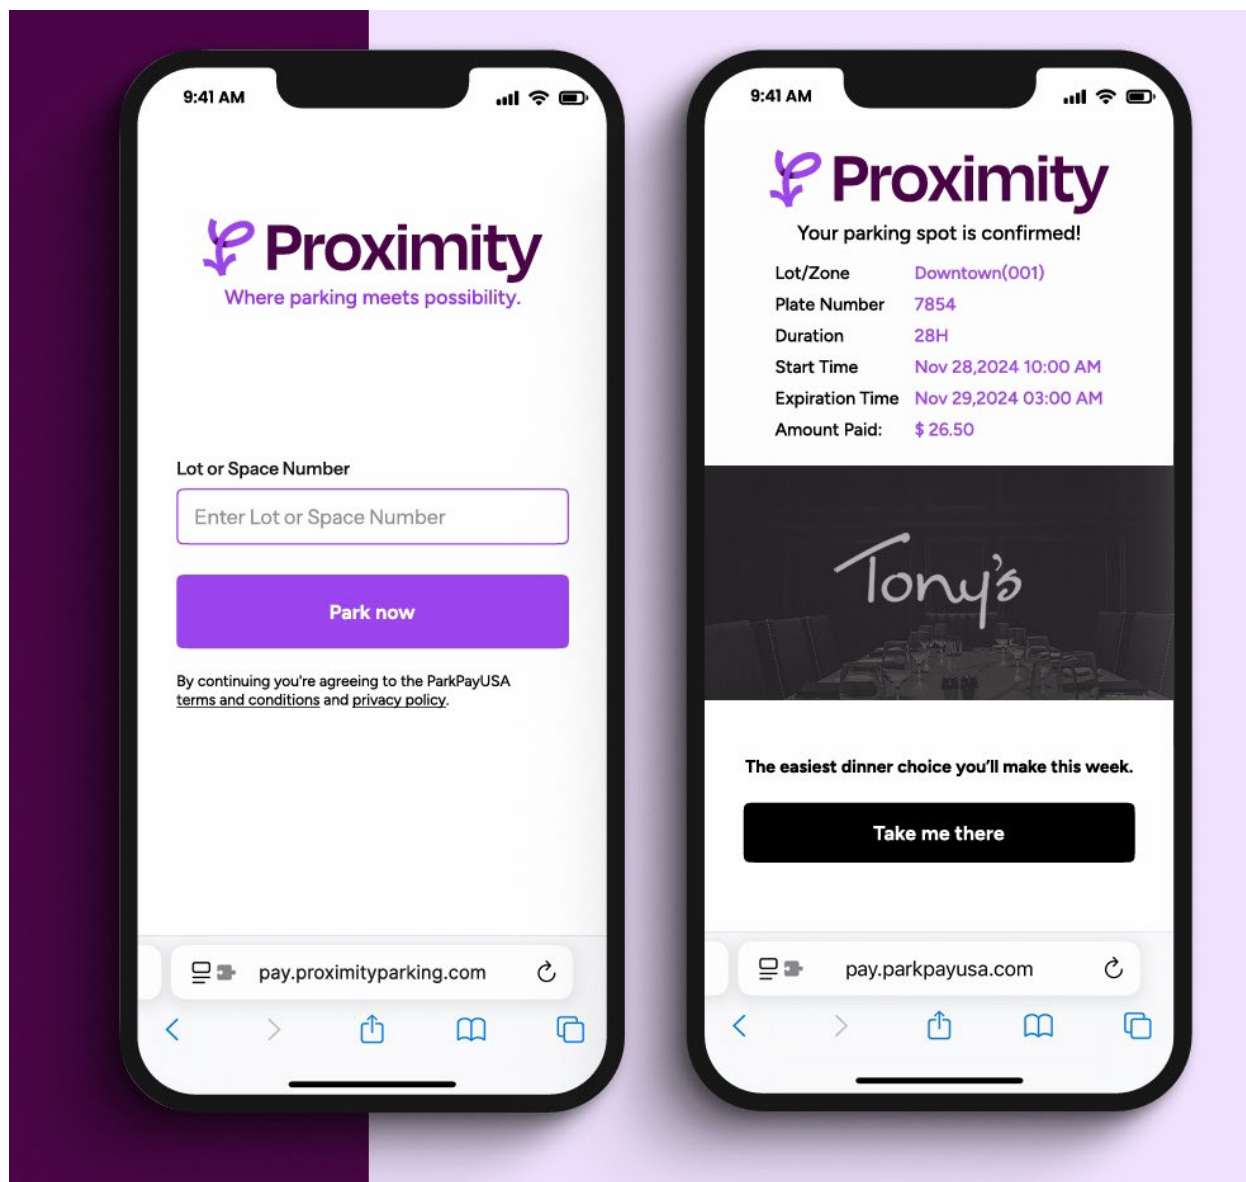 9:41 AM
Proximity
Where parking meets possibility.
Lot or Space Number
Enter Lot or Space Number
Park now
By continuing you're agreeing to the ParkPayUSA
terms and conditions and privacy policy.
pay.proximityparking.com
9:41 AM
Proximity
Your parking spot is confirmed!
Lot/Zone Downtown(001)
Plate Number 7854
Duration 28H
Start Time Nov 28,2024 10:00 AM
Expiration Time Nov 29,2024 03:00 AM
Amount Paid: $ 26.50
Tony's
The easiest dinner choice you’ll make this week.
Take me there
pay.parkpayusa.com